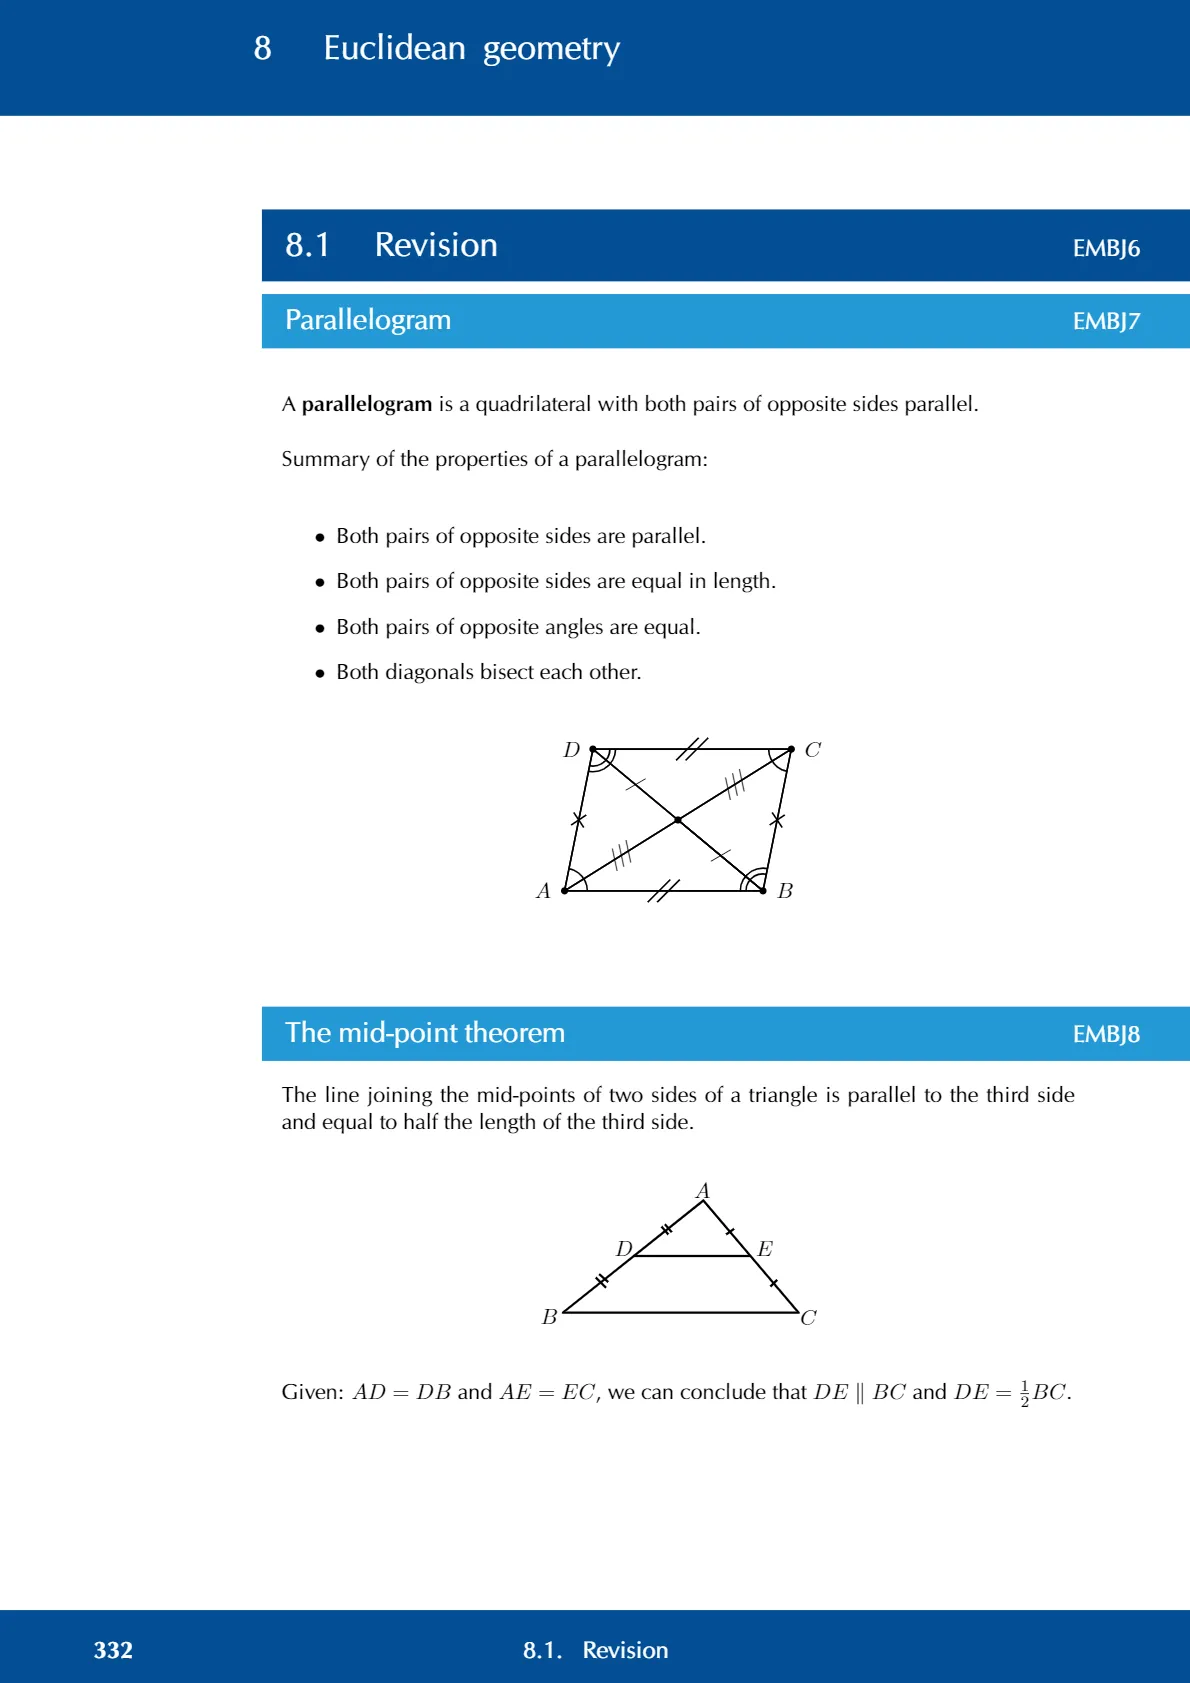 8 Euclidean geometry
8.1 Revision EMBJ6
Parallelogram EMBJ7
A parallelogram is a quadrilateral with both pairs of opposite sides parallel.
Summary of the properties of a parallelogram:
• Both pairs of opposite sides are parallel.
• Both pairs of opposite sides are equal in length.
• Both pairs of opposite angles are equal.
• Both diagonals bisect each other.
D C
A B
The mid-point theorem EMBJ8
The line joining the mid-points of two sides of a triangle is parallel to the third side
and equal to half the length of the third side.
A
D E
B C
Given: AD = DB and AE = EC, we can conclude that DE ∥ BC and DE = ½BC.
332 8.1. Revision